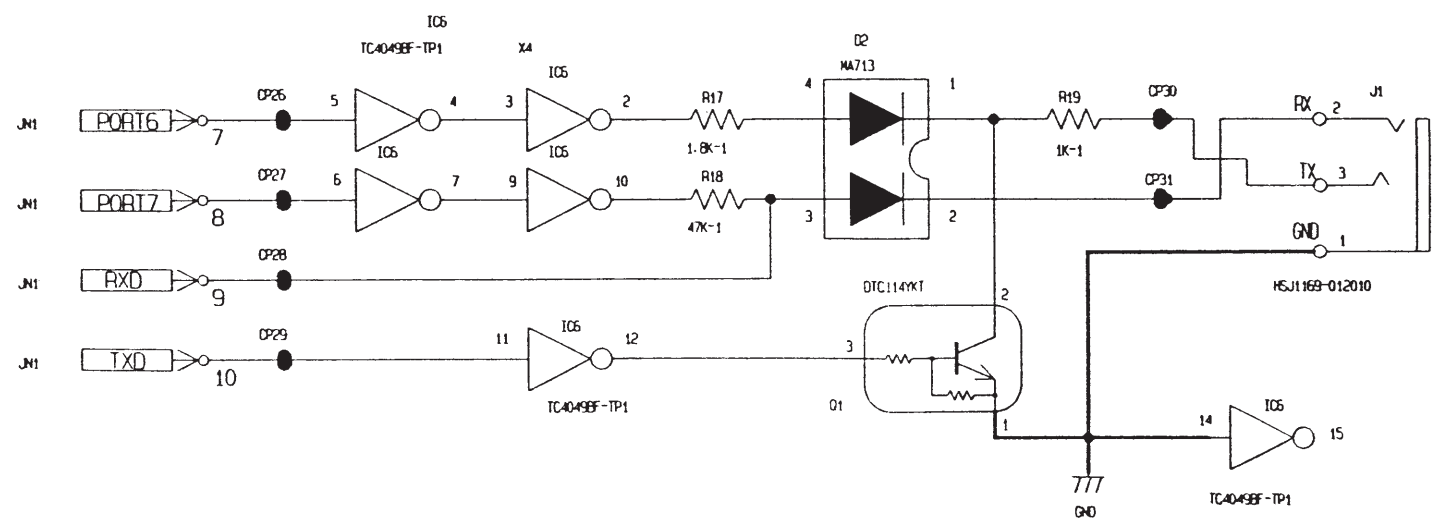 IC6
TC4049BF-TP1
X4
IC6
D2
MA713
JN1
PORT6
7
CP26
5
4
3
2
R17
1.8K-1
4
1
R19
1K-1
CP30
RX
2
J1
IC6
IC6
JN1
PORT7
8
CP27
6
7
9
10
R18
47K-1
3
2
CP31
TX
3
GND
1
HSJ1169-012010
JN1
RXD
9
CP28
DTC114YKT
2
JN1
TXD
10
CP29
11
IC6
12
TC4049BF-TP1
3
Q1
1
GND
14
IC6
15
TC4049BF-TP1